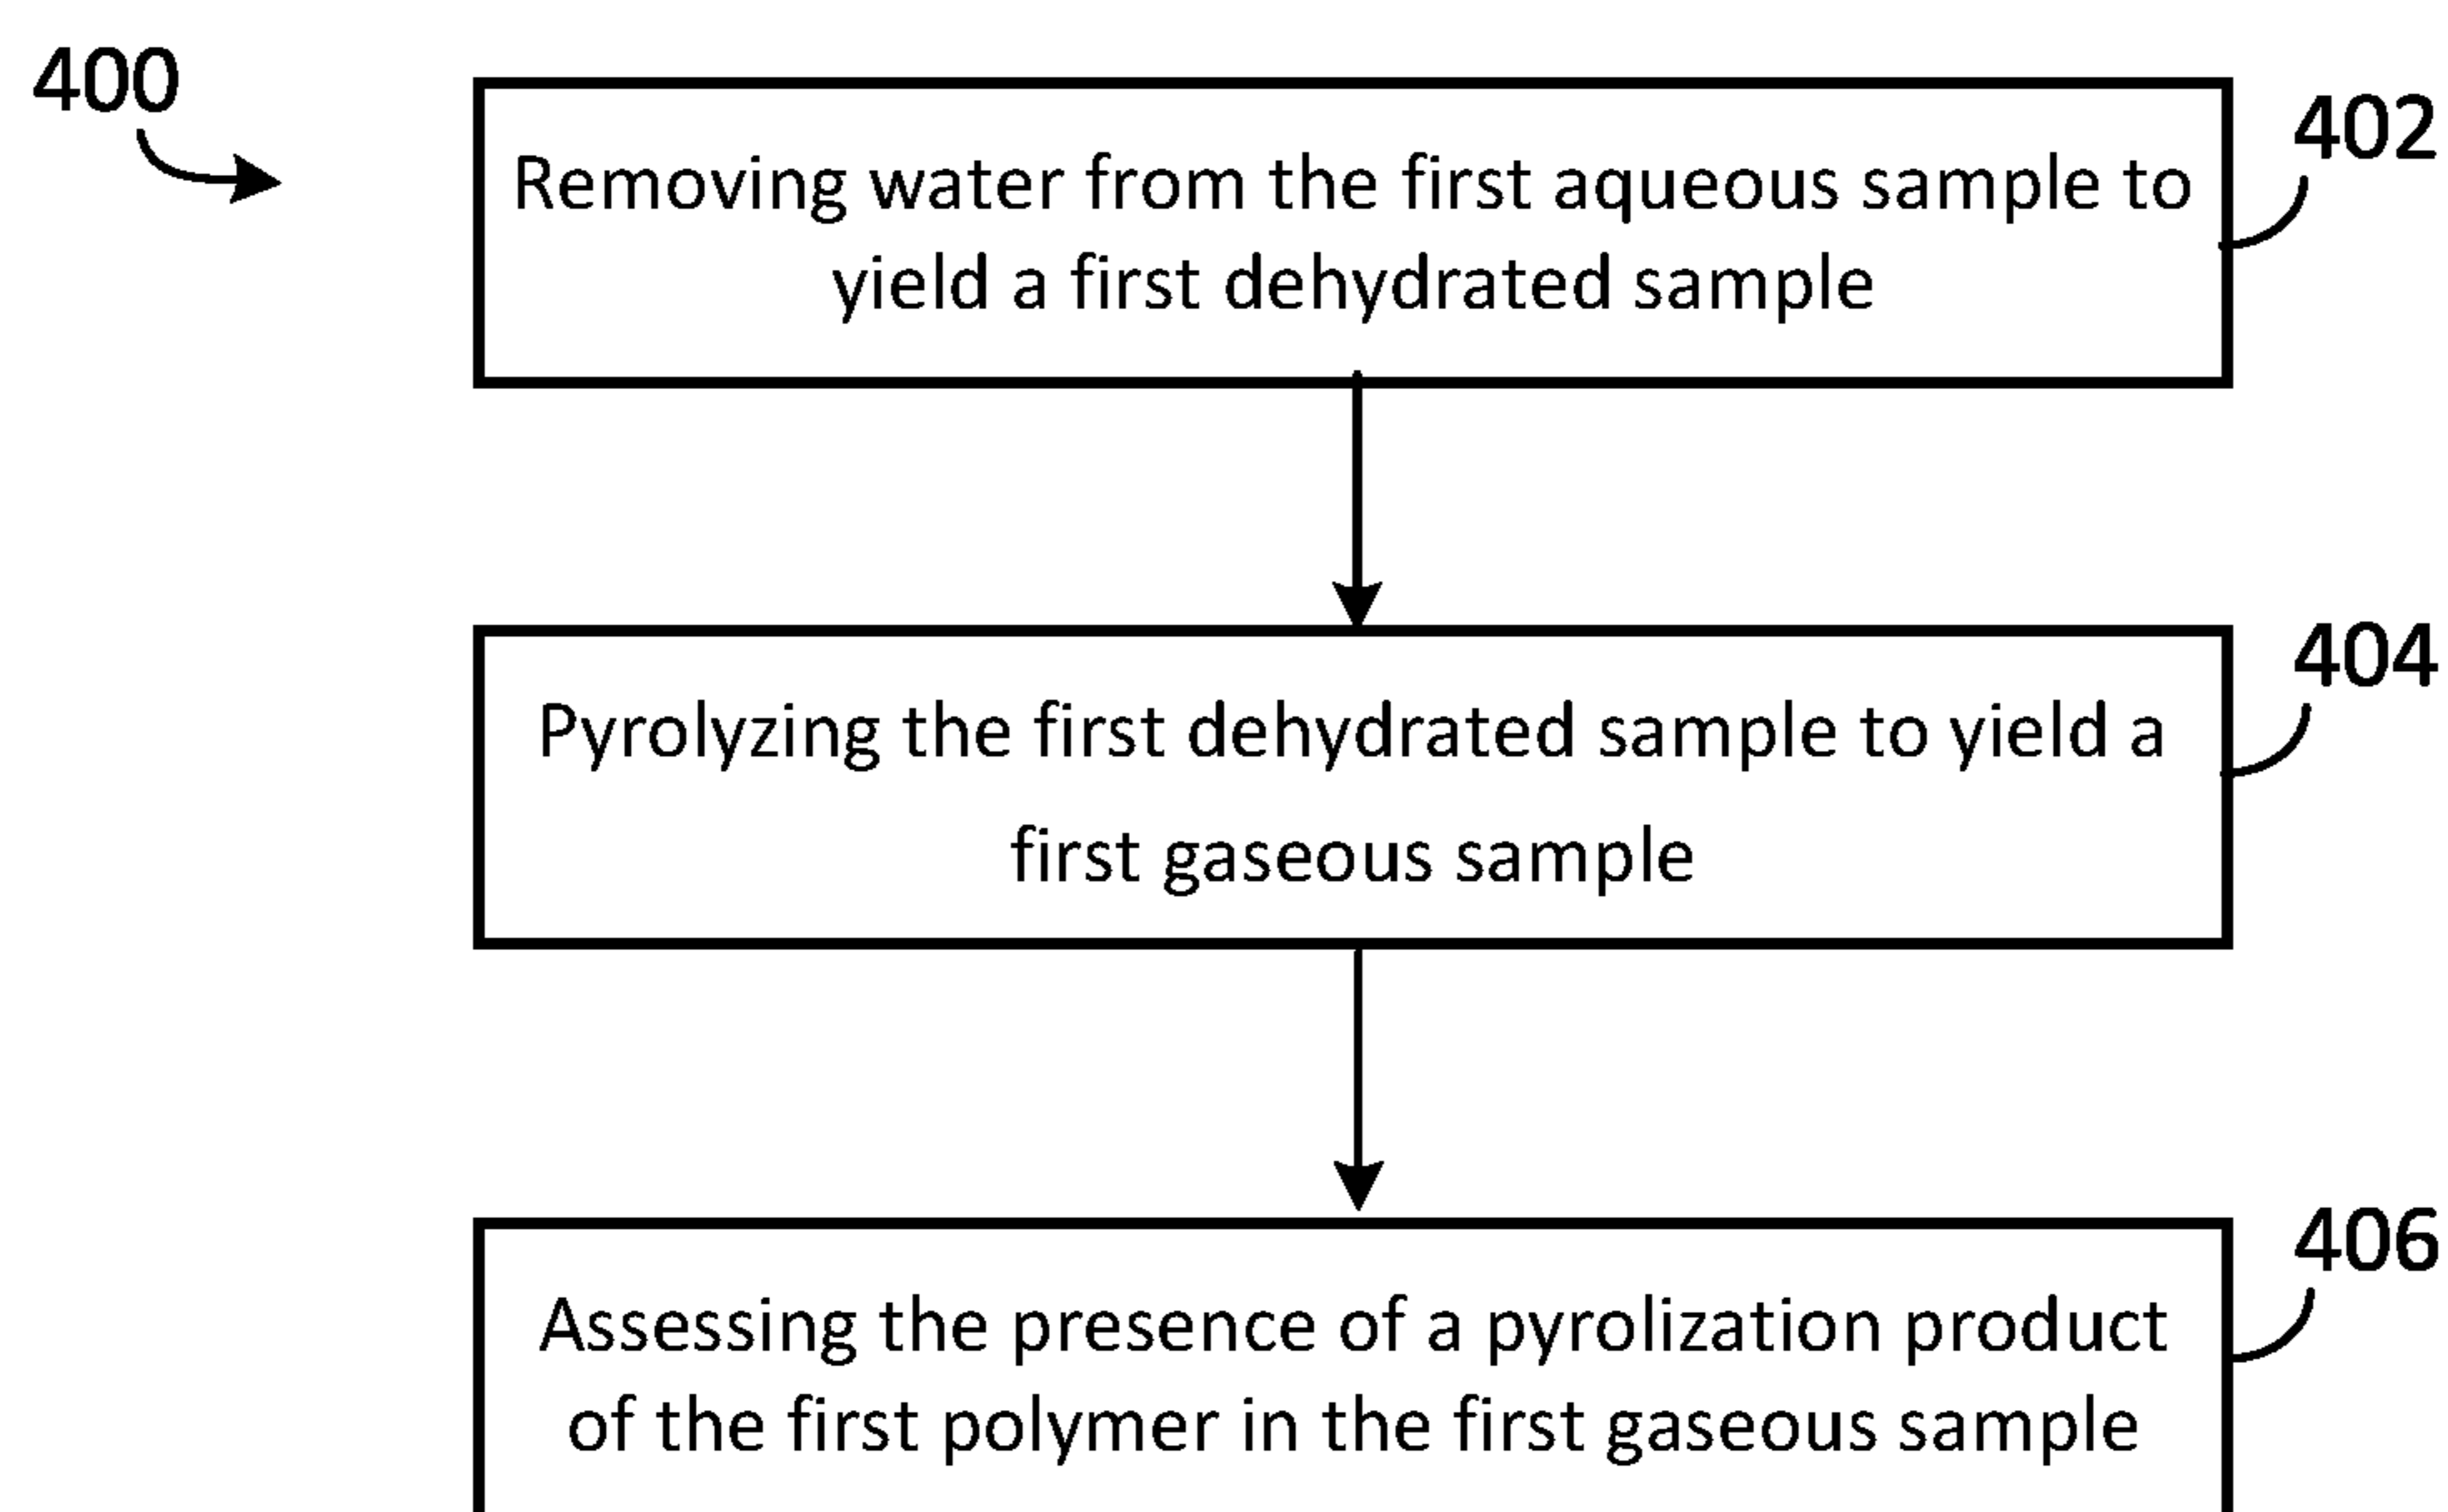 400
Removing water from the first aqueous sample to
yield a first dehydrated sample
402
Pyrolyzing the first dehydrated sample to yield a
first gaseous sample
404
Assessing the presence of a pyrolization product
of the first polymer in the first gaseous sample
406